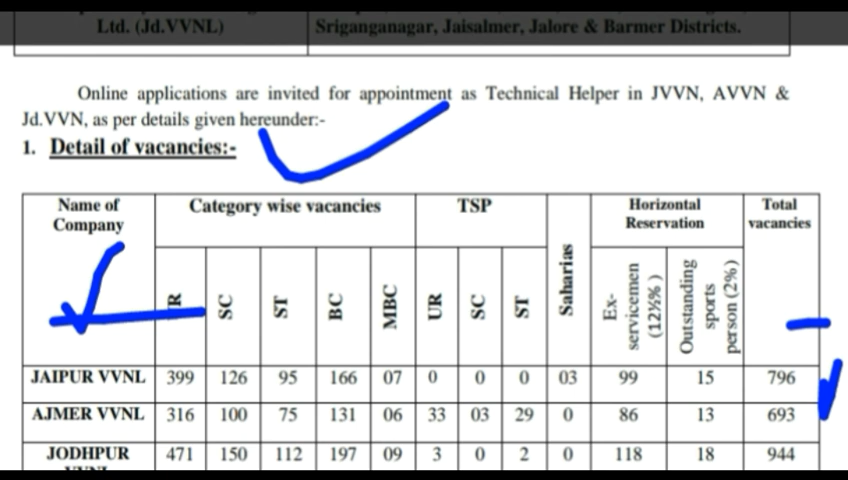 Ltd. (Jd.VVNL) Sriganganagar, Jaisalmer, Jalore & Barmer Districts.
Online applications are invited for appointment as Technical Helper in JVVN, AVVN &
Jd.VVN, as per details given hereunder:-
1. Detail of vacancies:-
Name of Company Category wise vacancies TSP Saharias Horizontal Reservation Total vacancies
R SC ST BC MBC UR SC ST Ex-servicemen (12½% ) Outstanding sports person (2%)
JAIPUR VVNL 399 126 95 166 07 0 0 0 03 99 15 796
AJMER VVNL 316 100 75 131 06 33 03 29 0 86 13 693
JODHPUR 471 150 112 197 09 3 0 2 0 118 18 944